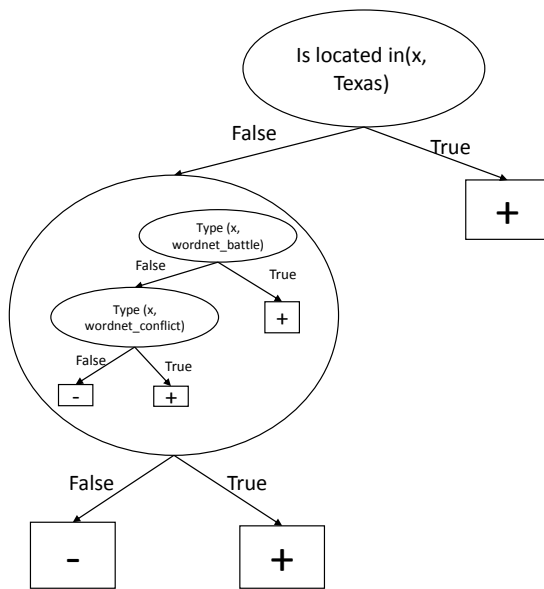 Is located in(x,
Texas)
False
True
+
Type (x,
wordnet_battle)
False
True
+
Type (x,
wordnet_conflict)
False
True
-
+
False
True
-
+